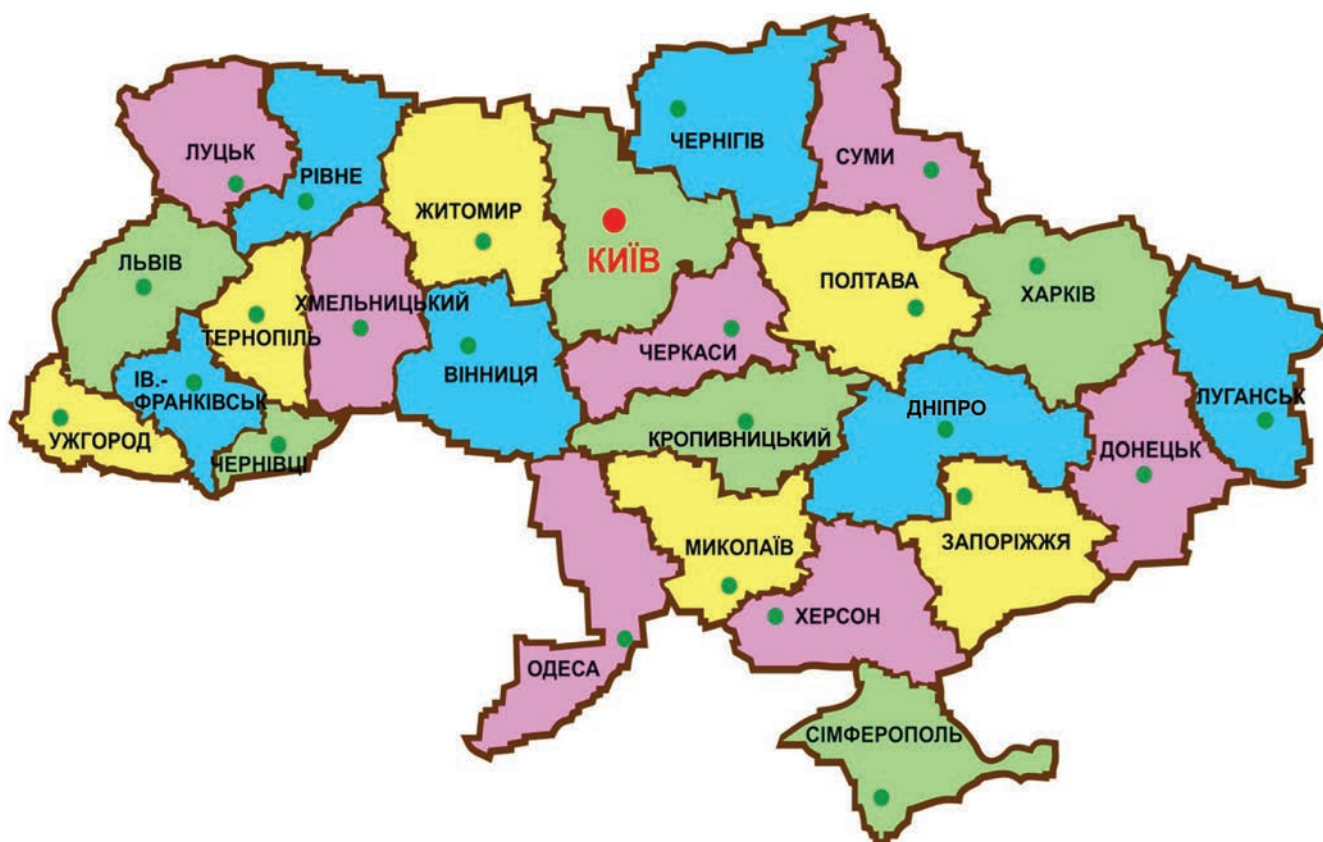 ЧЕРНІГІВ
ЛУЦЬК
СУМИ
РІВНЕ
ЖИТОМИР
КИЇВ
ЛЬВІВ
ПОЛТАВА
ХАРКІВ
ХМЕЛЬНИЦЬКИЙ
ТЕРНОПІЛЬ
ЧЕРКАСИ
ВІННИЦЯ
ІВ.-
ФРАНКІВСЬК
ЛУГАНСЬК
ДНІПРО
УЖГОРОД
КРОПИВНИЦЬКИЙ
ДОНЕЦЬК
ЧЕРНІВЦІ
ЗАПОРІЖЖЯ
МИКОЛАЇВ
ХЕРСОН
ОДЕСА
СІМФЕРОПОЛЬ